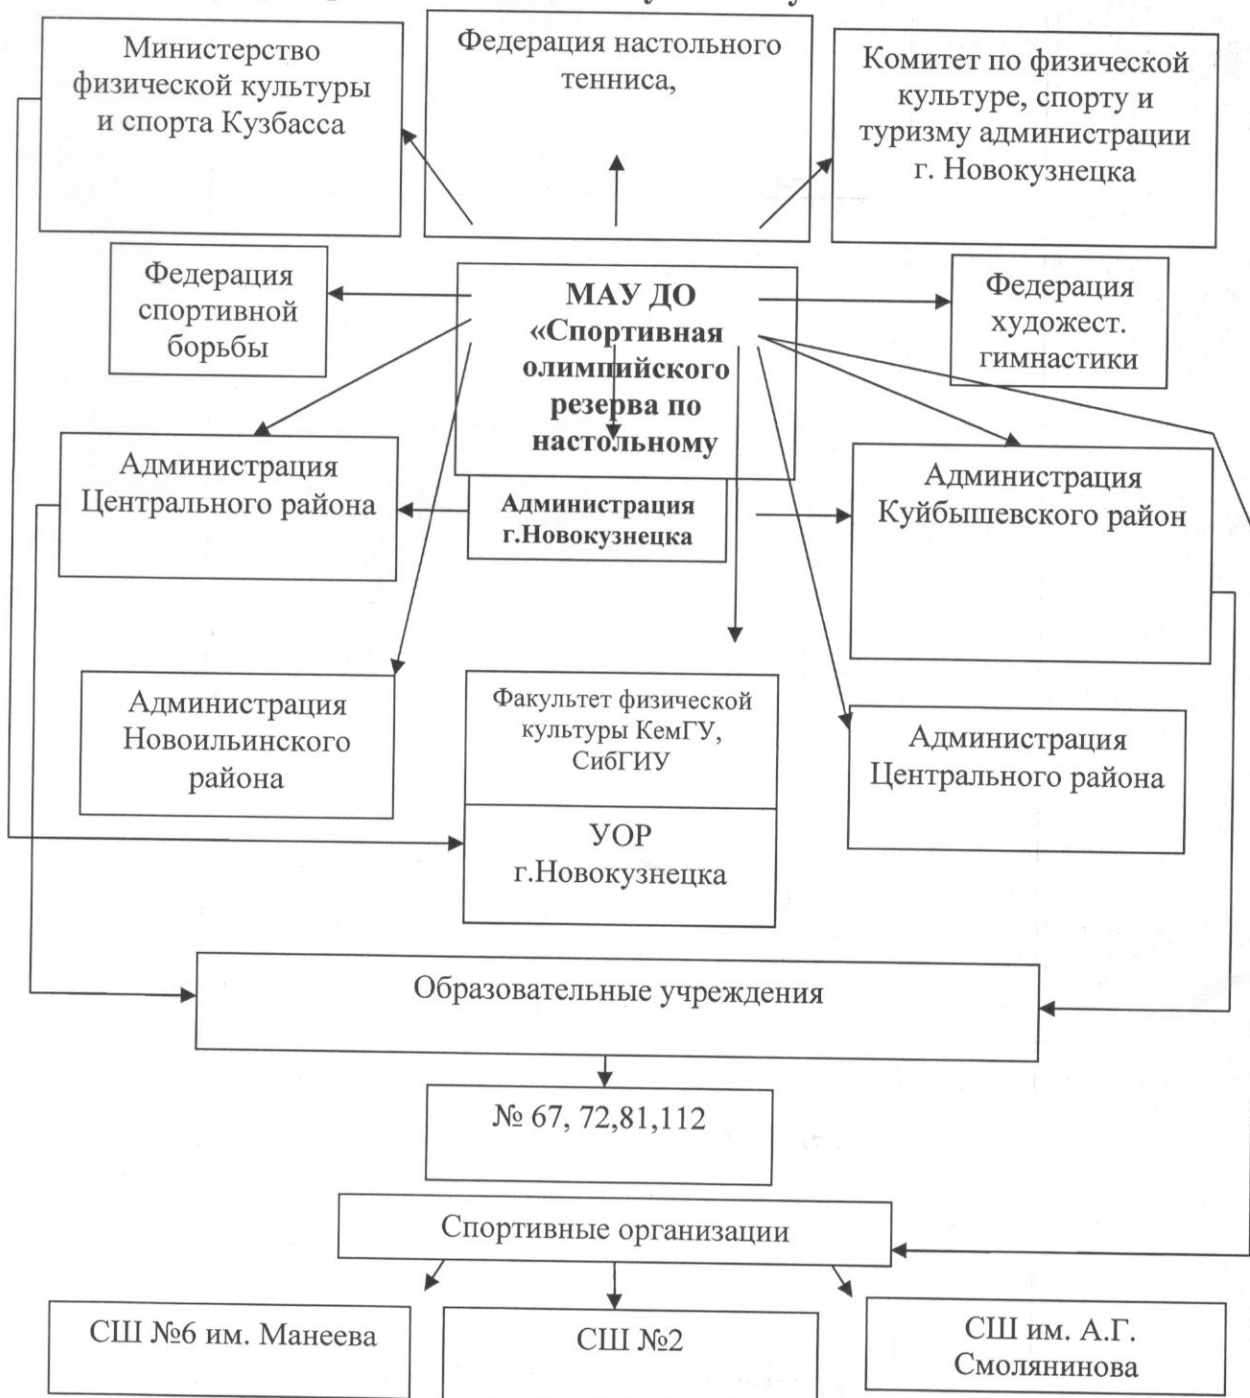 Министерство
физической культуры
и спорта Кузбасса
Федерация настольного
тенниса,
Комитет по физической
культуре, спорту и
туризму администрации
г. Новокузнецка
Федерация
спортивной
борьбы
МАУ ДО
«Спортивная
олимпийского
резерва по
настольному
Федерация
художест.
гимнастики
Администрация
Центрального района
Администрация
г.Новокузнецка
Администрация
Куйбышевского район
Администрация
Новоильинского
района
Факультет физической
культуры КемГУ,
СибГИУ
Администрация
Центрального района
УОР
г.Новокузнецка
Образовательные учреждения
№ 67, 72,81,112
Спортивные организации
СШ №6 им. Манеева
СШ №2
СШ им. А.Г.
Смолянинова